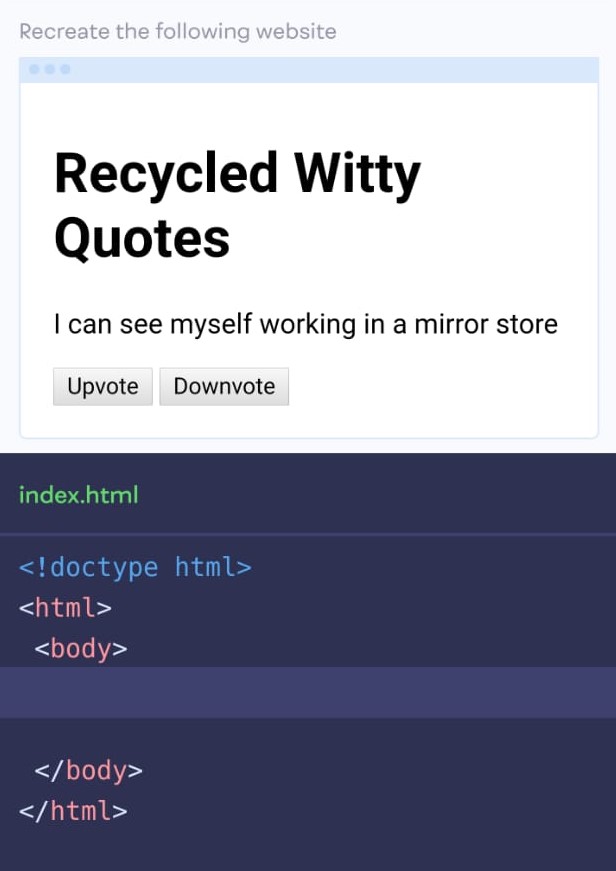 Recreate the following website
Recycled Witty
Quotes
I can see myself working in a mirror store
Upvote Downvote
index.html
<!doctype html>
<html>
<body>
</body>
</html>